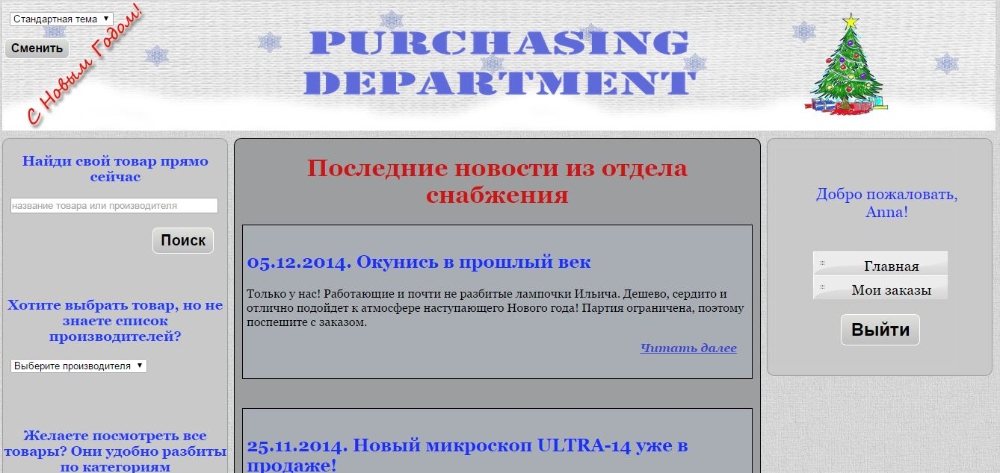 Стандартная тема
Сменить
С Новым Годом!
PURCHASING
DEPARTMENT
Найди свой товар прямо
сейчас
название товара или производителя
Поиск
Хотите выбрать товар, но не
знаете список
производителей?
Выберите производителя
Желаете посмотреть все
товары? Они удобно разбиты
по категориям
Последние новости из отдела
снабжения
05.12.2014. Окунись в прошлый век
Только у нас! Работающие и почти не разбитые лампочки Ильича. Дешево, сердито и
отлично подойдет к атмосфере наступающего Нового года! Партия ограничена, поэтому
поспешите с заказом.
Читать далее
25.11.2014. Новый микроскоп ULTRA-14 уже в
продаже!
Добро пожаловать,
Anna!
Главная
Мои заказы
Выйти